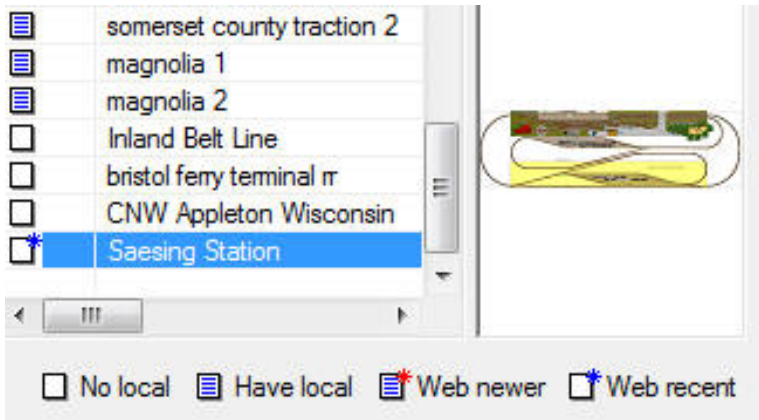 somerset county traction 2
magnolia 1
magnolia 2
Inland Belt Line
bristol ferry terminal rr
CNW Appleton Wisconsin
Saesing Station
No local Have local Web newer Web recent